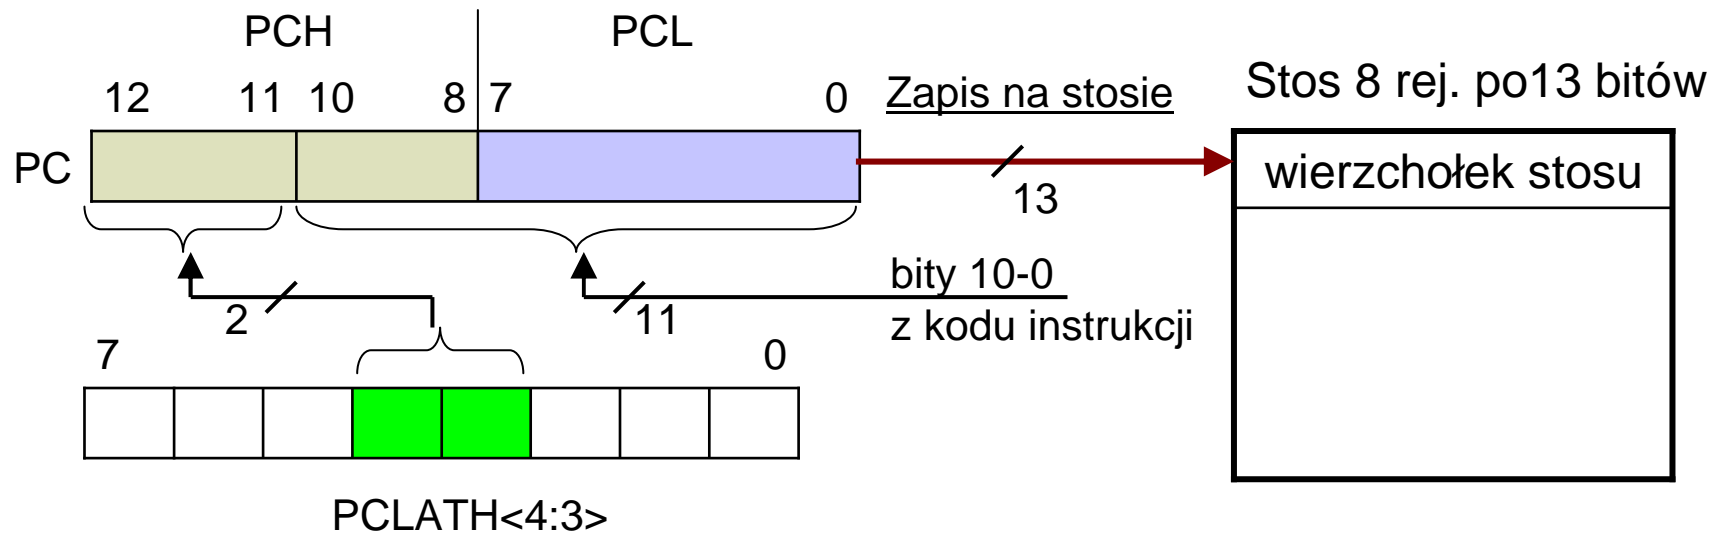 PCH
PCL
12 11 10 8 7 0
Zapis na stosie
Stos 8 rej. po13 bitów
PC
wierzchołek stosu
13
bity 10-0
z kodu instrukcji
2
11
7 0
PCLATH<4:3>